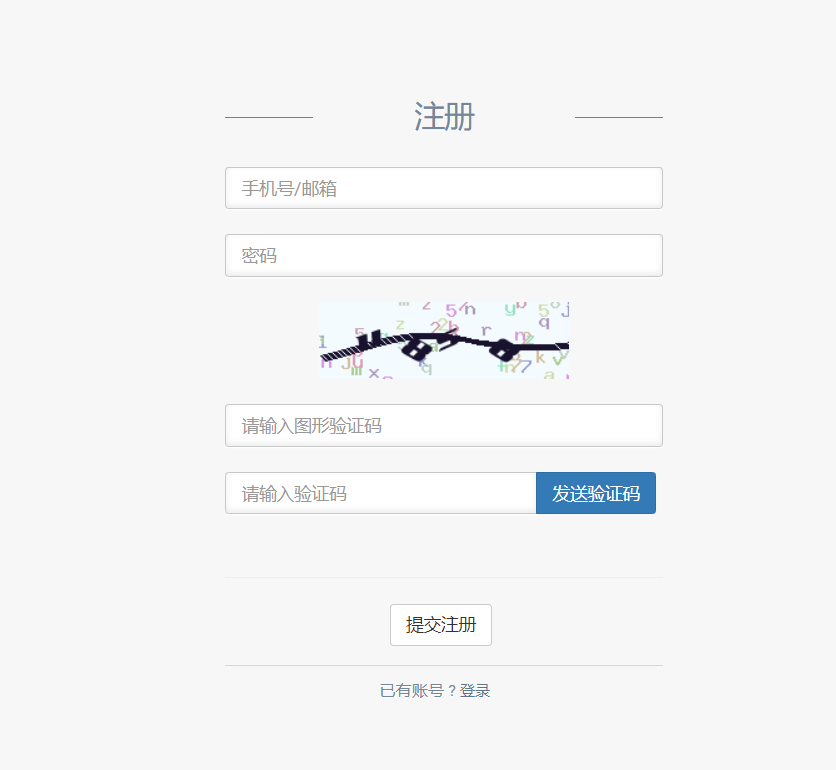 注册
手机号/邮箱
密码
请输入图形验证码
请输入验证码
发送验证码
提交注册
已有账号？登录